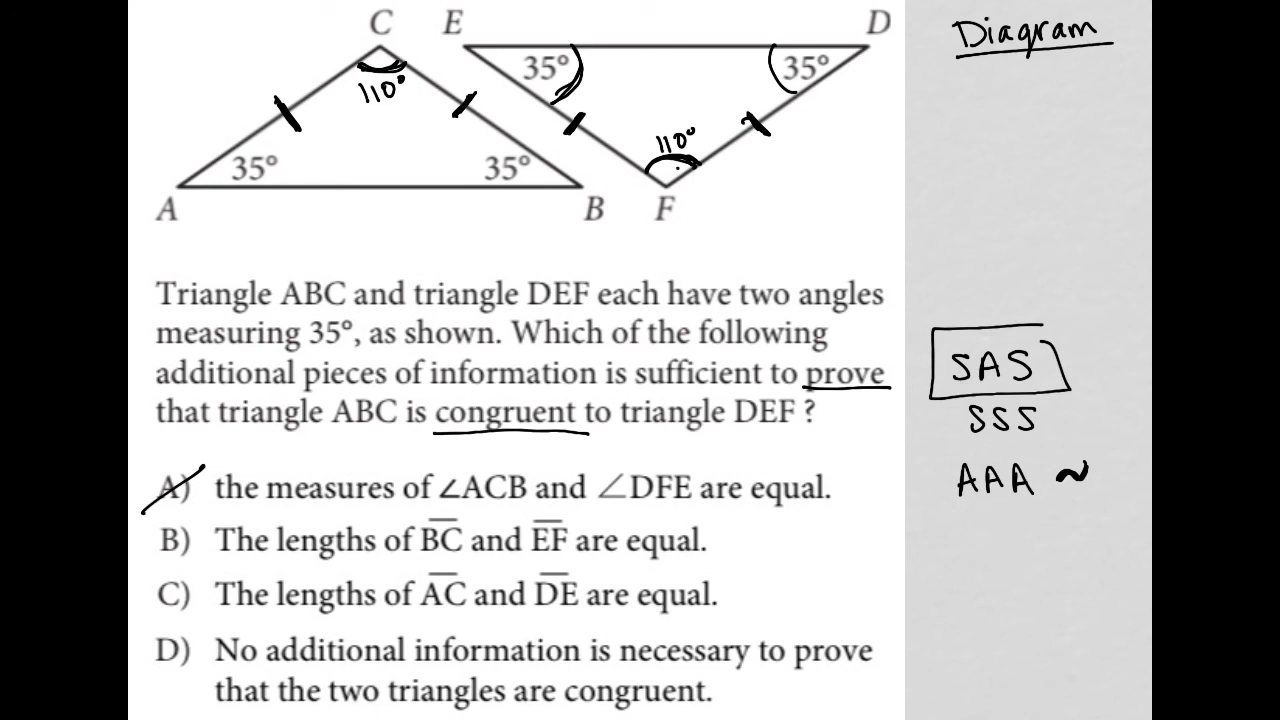 C E D Diagram
35° 35°
110°
110°
35° 35°
A B F
Triangle ABC and triangle DEF each have two angles
measuring 35°, as shown. Which of the following
additional pieces of information is sufficient to prove
that triangle ABC is congruent to triangle DEF ?
SAS
SSS
AAA ~
A) the measures of ∠ACB and ∠DFE are equal.
B) The lengths of B̅C̅ and E̅F̅ are equal.
C) The lengths of A̅C̅ and D̅E̅ are equal.
D) No additional information is necessary to prove
that the two triangles are congruent.